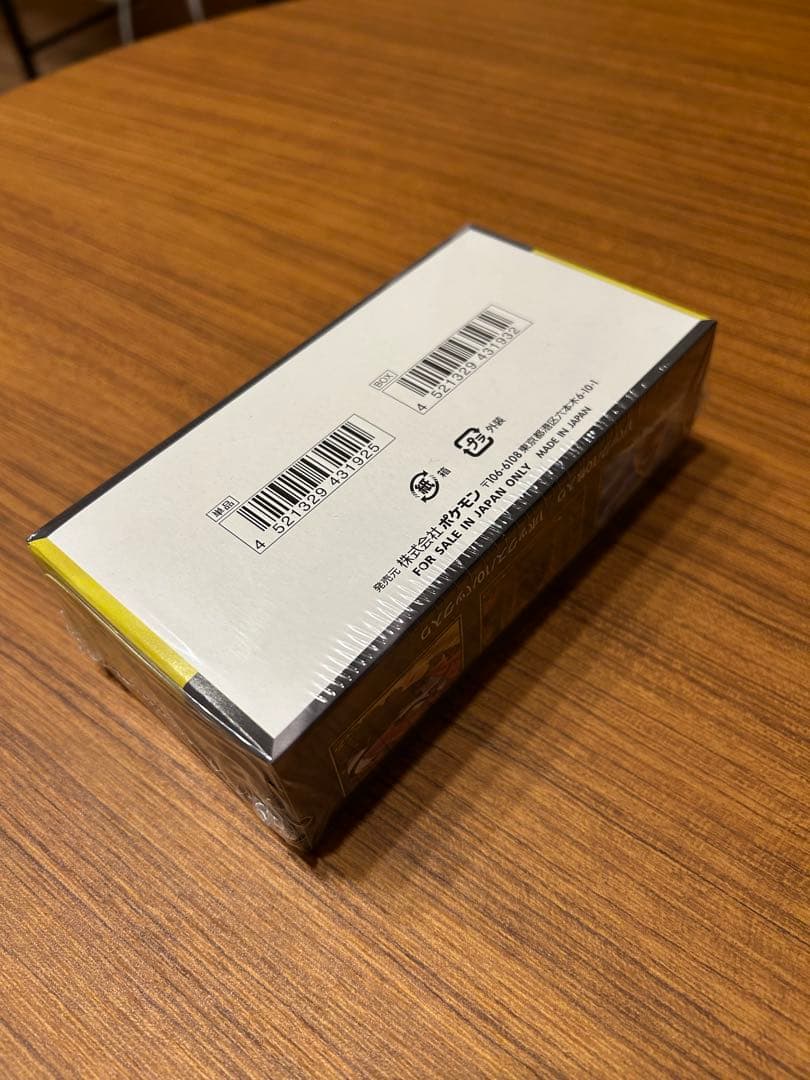 BOX
4 521329 431932
単品
4 521329 431925
プラ 外装
紙 箱
発売元 株式会社 ポケモン 〒106-6108 東京都港区六本木6-10-1
FOR SALE IN JAPAN ONLY MADE IN JAPAN